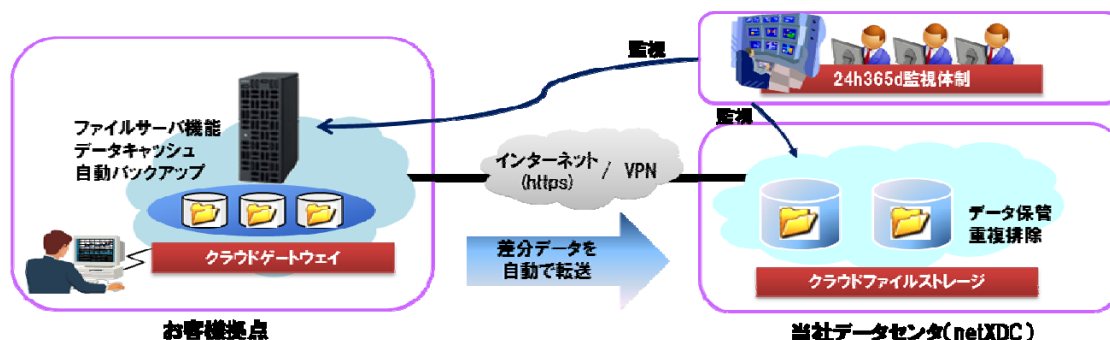 監視
24h365d監視体制
監視
ファイルサーバ機能
データキャッシュ
自動バックアップ
インターネット
(https)
/ VPN
データ保管
重複排除
クラウドゲートウェイ
差分データを
自動で転送
クラウドファイルストレージ
お客様拠点
当社データセンタ(netXDC)